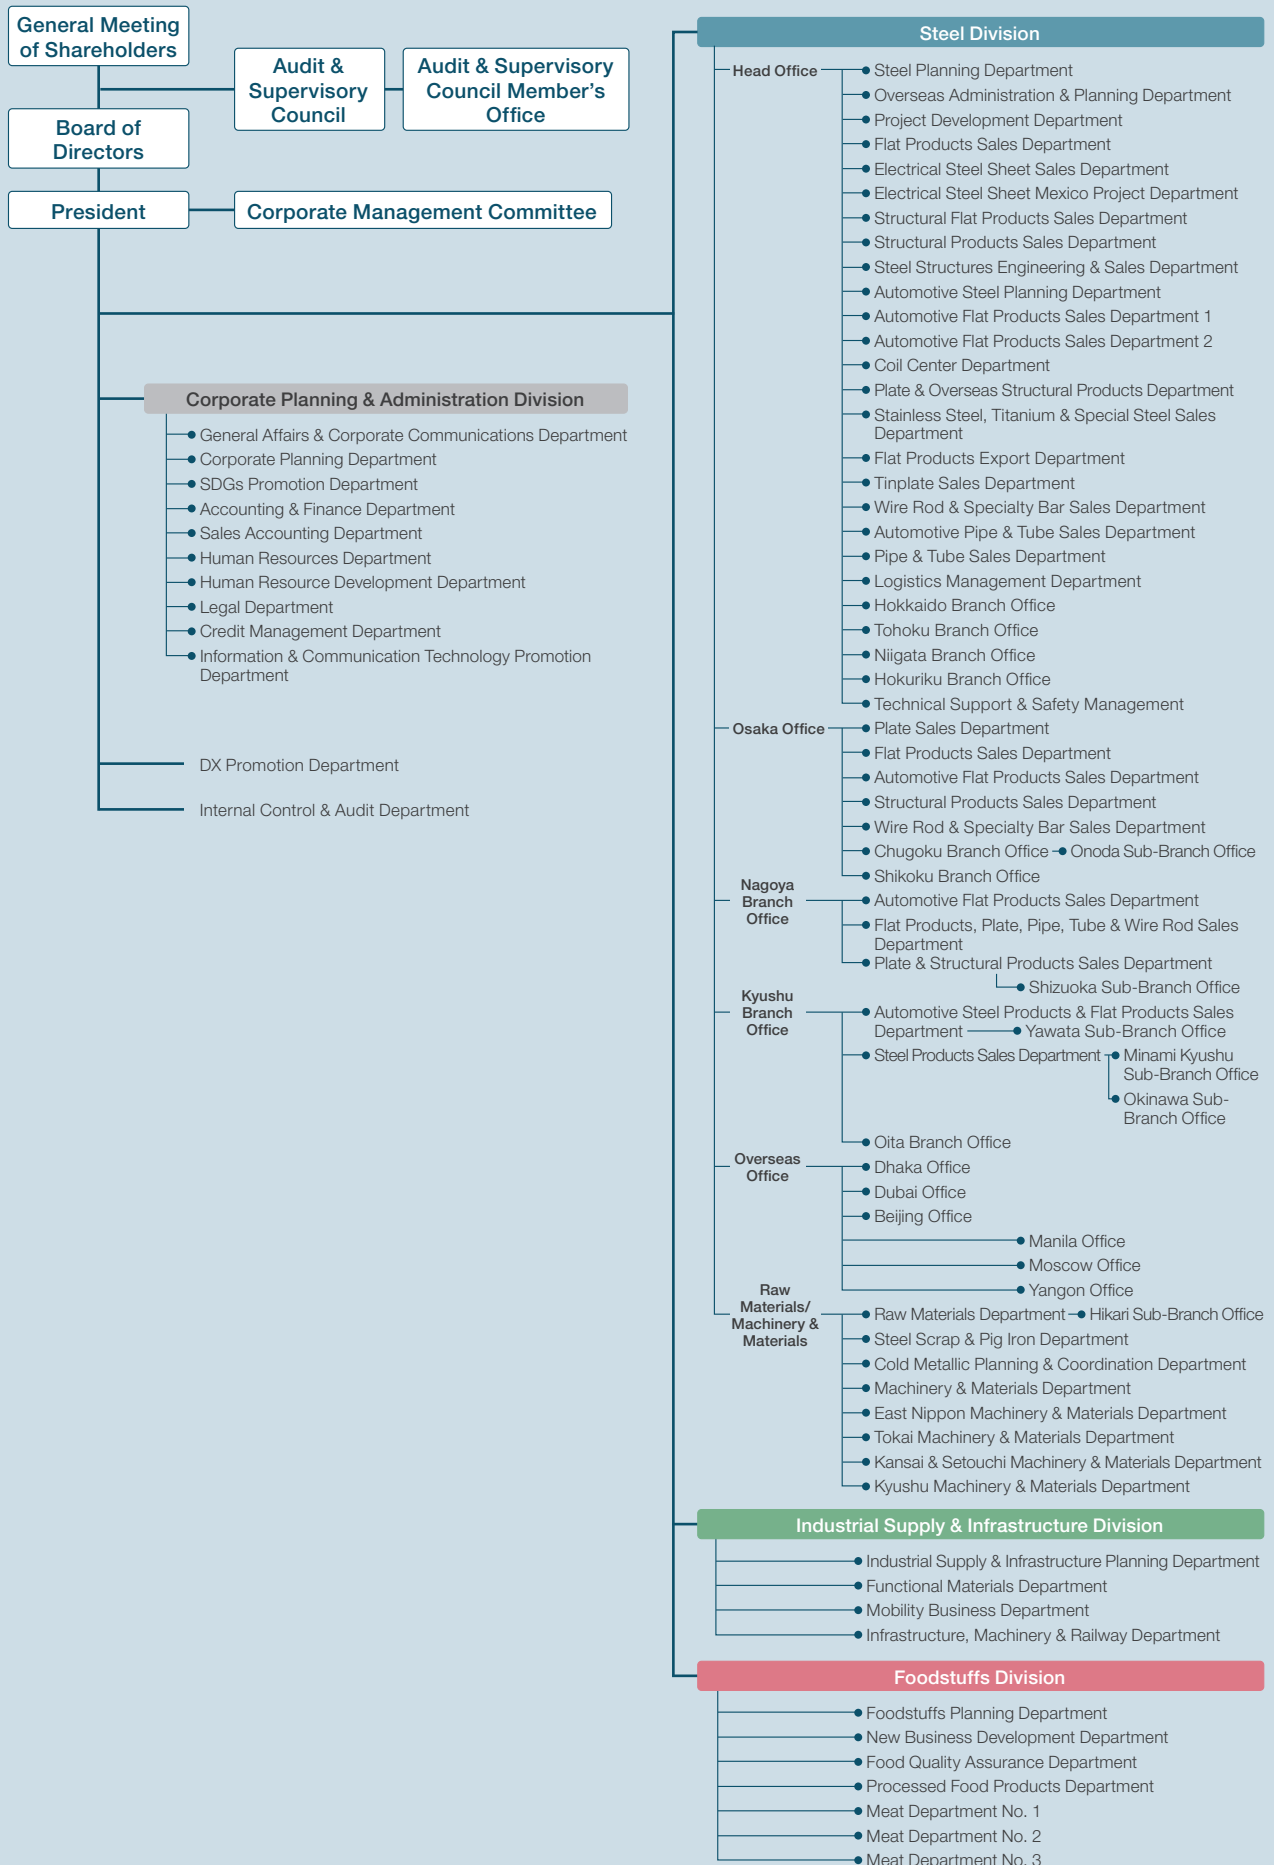 General Meeting
of Shareholders
Audit &
Supervisory
Council
Audit & Supervisory
Council Member's
Office
Board of
Directors
President
Corporate Management Committee
Corporate Planning & Administration Division
General Affairs & Corporate Communications Department
Corporate Planning Department
SDGs Promotion Department
Accounting & Finance Department
Sales Accounting Department
Human Resources Department
Human Resource Development Department
Legal Department
Credit Management Department
Information & Communication Technology Promotion
Department
DX Promotion Department
Internal Control & Audit Department
Steel Division
Head Office
Steel Planning Department
Overseas Administration & Planning Department
Project Development Department
Flat Products Sales Department
Electrical Steel Sheet Sales Department
Electrical Steel Sheet Mexico Project Department
Structural Flat Products Sales Department
Structural Products Sales Department
Steel Structures Engineering & Sales Department
Automotive Steel Planning Department
Automotive Flat Products Sales Department 1
Automotive Flat Products Sales Department 2
Coil Center Department
Plate & Overseas Structural Products Department
Stainless Steel, Titanium & Special Steel Sales
Department
Flat Products Export Department
Tinplate Sales Department
Wire Rod & Specialty Bar Sales Department
Automotive Pipe & Tube Sales Department
Pipe & Tube Sales Department
Logistics Management Department
Hokkaido Branch Office
Tohoku Branch Office
Niigata Branch Office
Hokuriku Branch Office
Technical Support & Safety Management
Osaka Office
Plate Sales Department
Flat Products Sales Department
Automotive Flat Products Sales Department
Structural Products Sales Department
Wire Rod & Specialty Bar Sales Department
Chugoku Branch Office
Onoda Sub-Branch Office
Shikoku Branch Office
Nagoya
Branch
Office
Automotive Flat Products Sales Department
Flat Products, Plate, Pipe, Tube & Wire Rod Sales
Department
Plate & Structural Products Sales Department
Shizuoka Sub-Branch Office
Kyushu
Branch
Office
Automotive Steel Products & Flat Products Sales
Department
Yawata Sub-Branch Office
Steel Products Sales Department
Minami Kyushu
Sub-Branch Office
Okinawa Sub-
Branch Office
Oita Branch Office
Overseas
Office
Dhaka Office
Dubai Office
Beijing Office
Manila Office
Moscow Office
Yangon Office
Raw
Materials/
Machinery &
Materials
Raw Materials Department
Hikari Sub-Branch Office
Steel Scrap & Pig Iron Department
Cold Metallic Planning & Coordination Department
Machinery & Materials Department
East Nippon Machinery & Materials Department
Tokai Machinery & Materials Department
Kansai & Setouchi Machinery & Materials Department
Kyushu Machinery & Materials Department
Industrial Supply & Infrastructure Division
Industrial Supply & Infrastructure Planning Department
Functional Materials Department
Mobility Business Department
Infrastructure, Machinery & Railway Department
Foodstuffs Division
Foodstuffs Planning Department
New Business Development Department
Food Quality Assurance Department
Processed Food Products Department
Meat Department No. 1
Meat Department No. 2
Meat Department No. 3